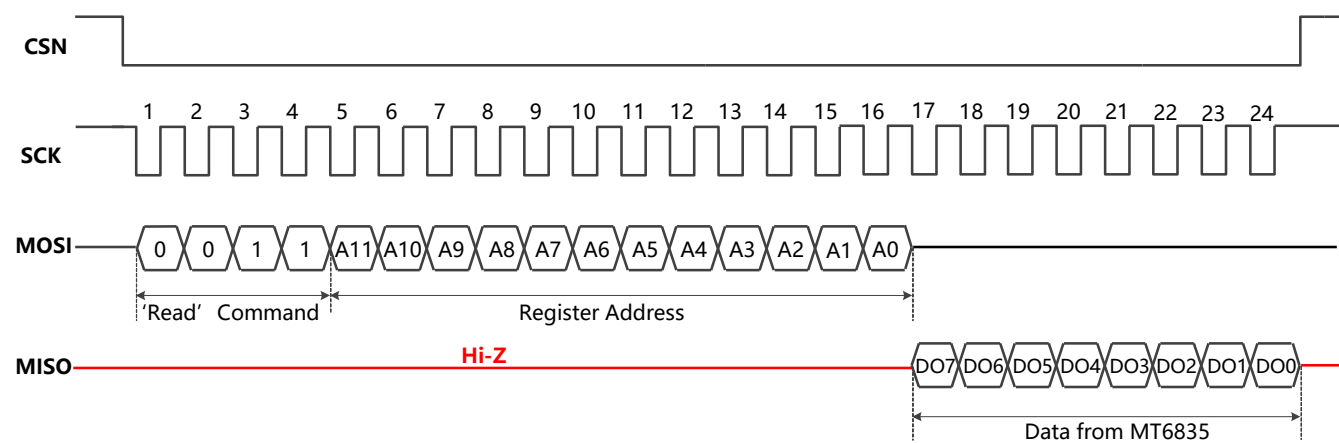 CSN
1 2 3 4 5 6 7 8 9 10 11 12 13 14 15 16 17 18 19 20 21 22 23 24
SCK
MOSI 0 0 1 1 A11 A10 A9 A8 A7 A6 A5 A4 A3 A2 A1 A0
‘Read’ Command Register Address
Hi-Z
MISO DO7 DO6 DO5 DO4 DO3 DO2 DO1 DO0
Data from MT6835